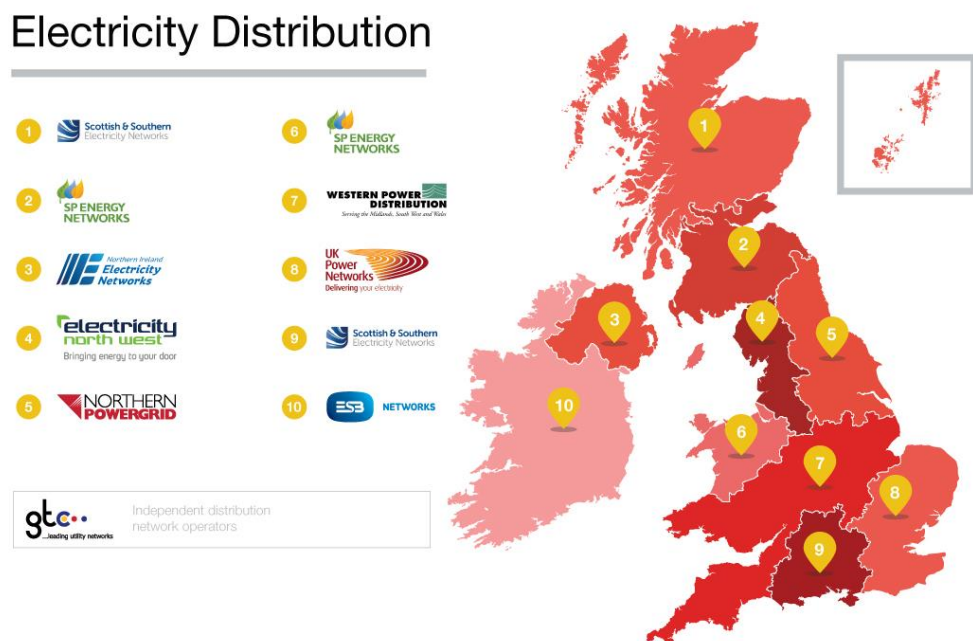 Electricity Distribution
1
Scottish & Southern
Electricity Networks
2
SP ENERGY
NETWORKS
3
Northern Ireland
Electricity
Networks
4
electricity
north west
Bringing energy to your door
5
NORTHERN
POWERGRID
6
SP ENERGY
NETWORKS
7
WESTERN POWER
DISTRIBUTION
Serving the Midlands, South West and Wales
8
UK
Power
Networks
Delivering your electricity
9
Scottish & Southern
Electricity Networks
10
ESB NETWORKS
gtc
...leading utility networks
Independent distribution
network operators
1
2
3
4
5
6
7
8
9
10